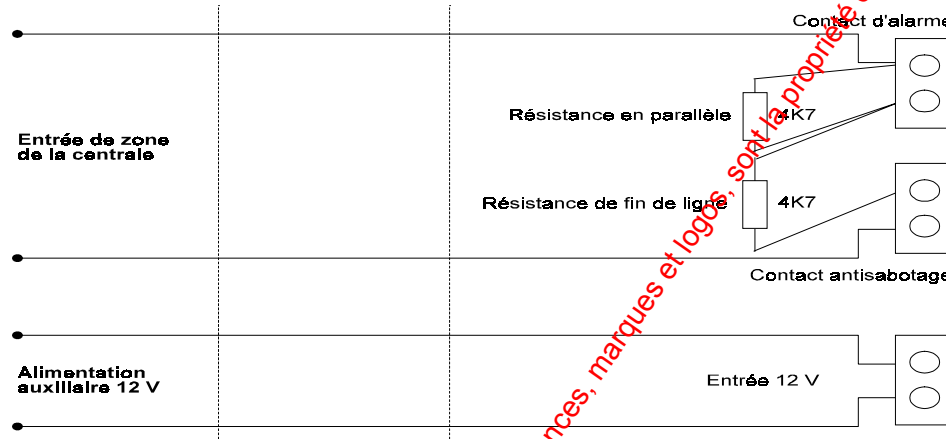 Contact d'alarme
Résistance en parallèle
4K7
Entrée de zone
de la centrale
Résistance de fin de ligne
4K7
Contact antisabotage
Alimentation
auxiliaire 12 V
Entrée 12 V
nces, marques et logos, sont la propriété